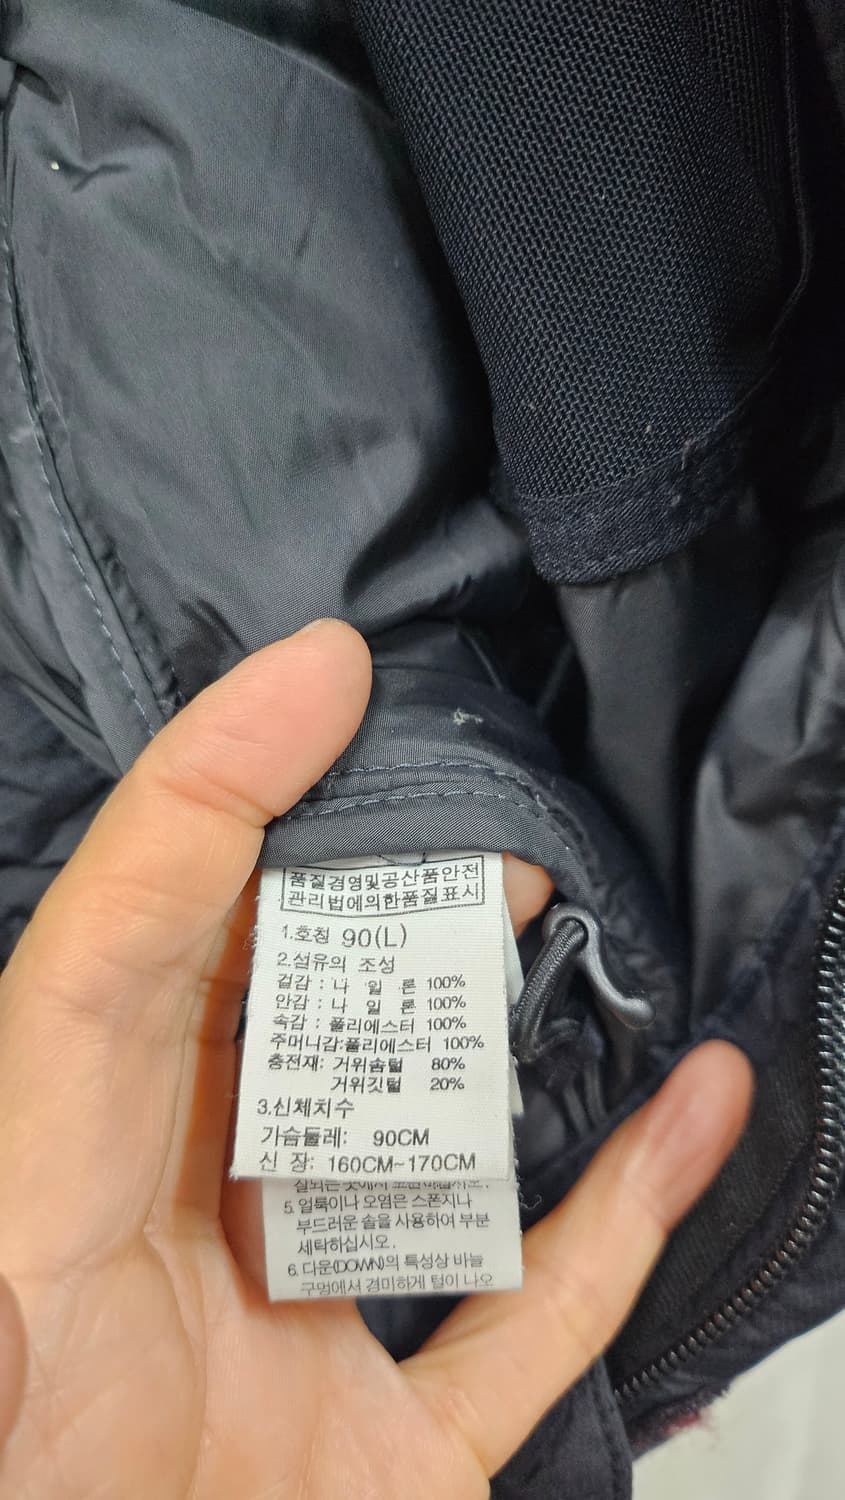 품질경영및공산품안전
관리법에의한품질표시
1.호칭 90(L)
2.섬유의 조성
겉감 : 나 일 론 100%
안감 : 나 일 론 100%
속감 : 폴리에스터 100%
주머니감:폴리에스터 100%
충전재: 거위솜털 80%
거위깃털 20%
3.신체치수
가슴둘레: 90CM
신 장: 160CM~170CM
5. 얼룩이나 오염은 스폰지나
부드러운 솔을 사용하여 부분
세탁하십시오.
6. 다운(DOWN)의 특성상 바늘
구멍에서 경미하게 털이 나오